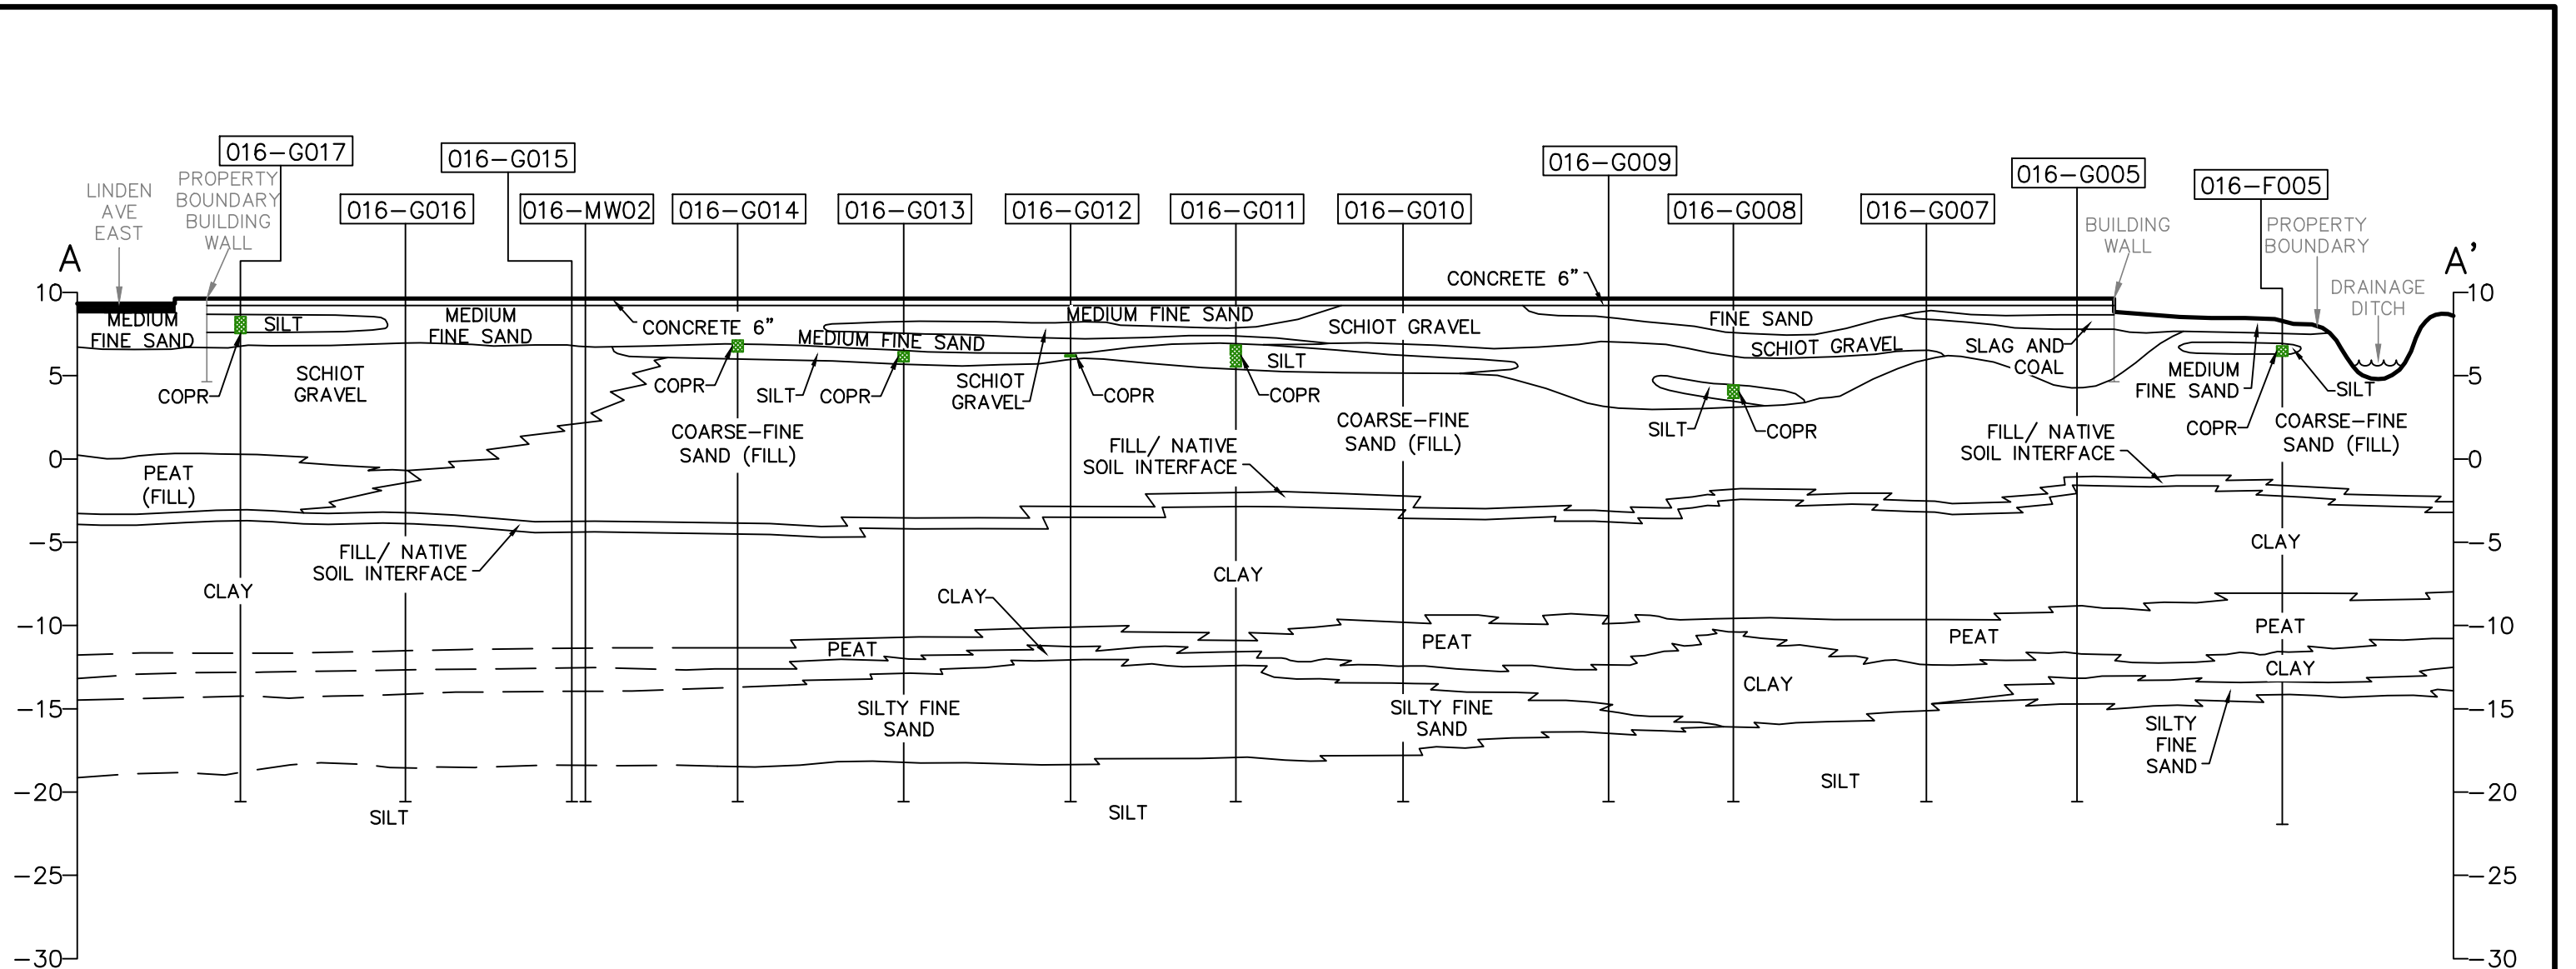 016-G017
016-G015
016-G009
016-G005
016-F005
LINDEN
AVE
EAST
PROPERTY
BOUNDARY
BUILDING
WALL
016-G016
016-MW02
016-G014
016-G013
016-G012
016-G011
016-G010
016-G008
016-G007
BUILDING
WALL
PROPERTY
BOUNDARY
DRAINAGE
DITCH
A
A'
10
5
0
-5
-10
-15
-20
-25
-30
MEDIUM
FINE SAND
SILT
MEDIUM
FINE SAND
CONCRETE 6"
MEDIUM FINE SAND
MEDIUM FINE SAND
CONCRETE 6"
SCHIOT GRAVEL
FINE SAND
SCHIOT GRAVEL
SLAG AND
COAL
COPR
SCHIOT
GRAVEL
COPR
SILT
COPR
SCHIOT
GRAVEL
COPR
SILT
COPR
SILT
COPR
MEDIUM
FINE SAND
SILT
COPR
COARSE-FINE
SAND (FILL)
COARSE-FINE
SAND (FILL)
COARSE-FINE
SAND (FILL)
PEAT
(FILL)
FILL/ NATIVE
SOIL INTERFACE
FILL/ NATIVE
SOIL INTERFACE
FILL/ NATIVE
SOIL INTERFACE
CLAY
CLAY
CLAY
CLAY
PEAT
PEAT
PEAT
PEAT
CLAY
CLAY
SILTY FINE
SAND
SILTY FINE
SAND
SILTY
FINE
SAND
SILT
SILT
SILT
10
5
0
-5
-10
-15
-20
-25
-30